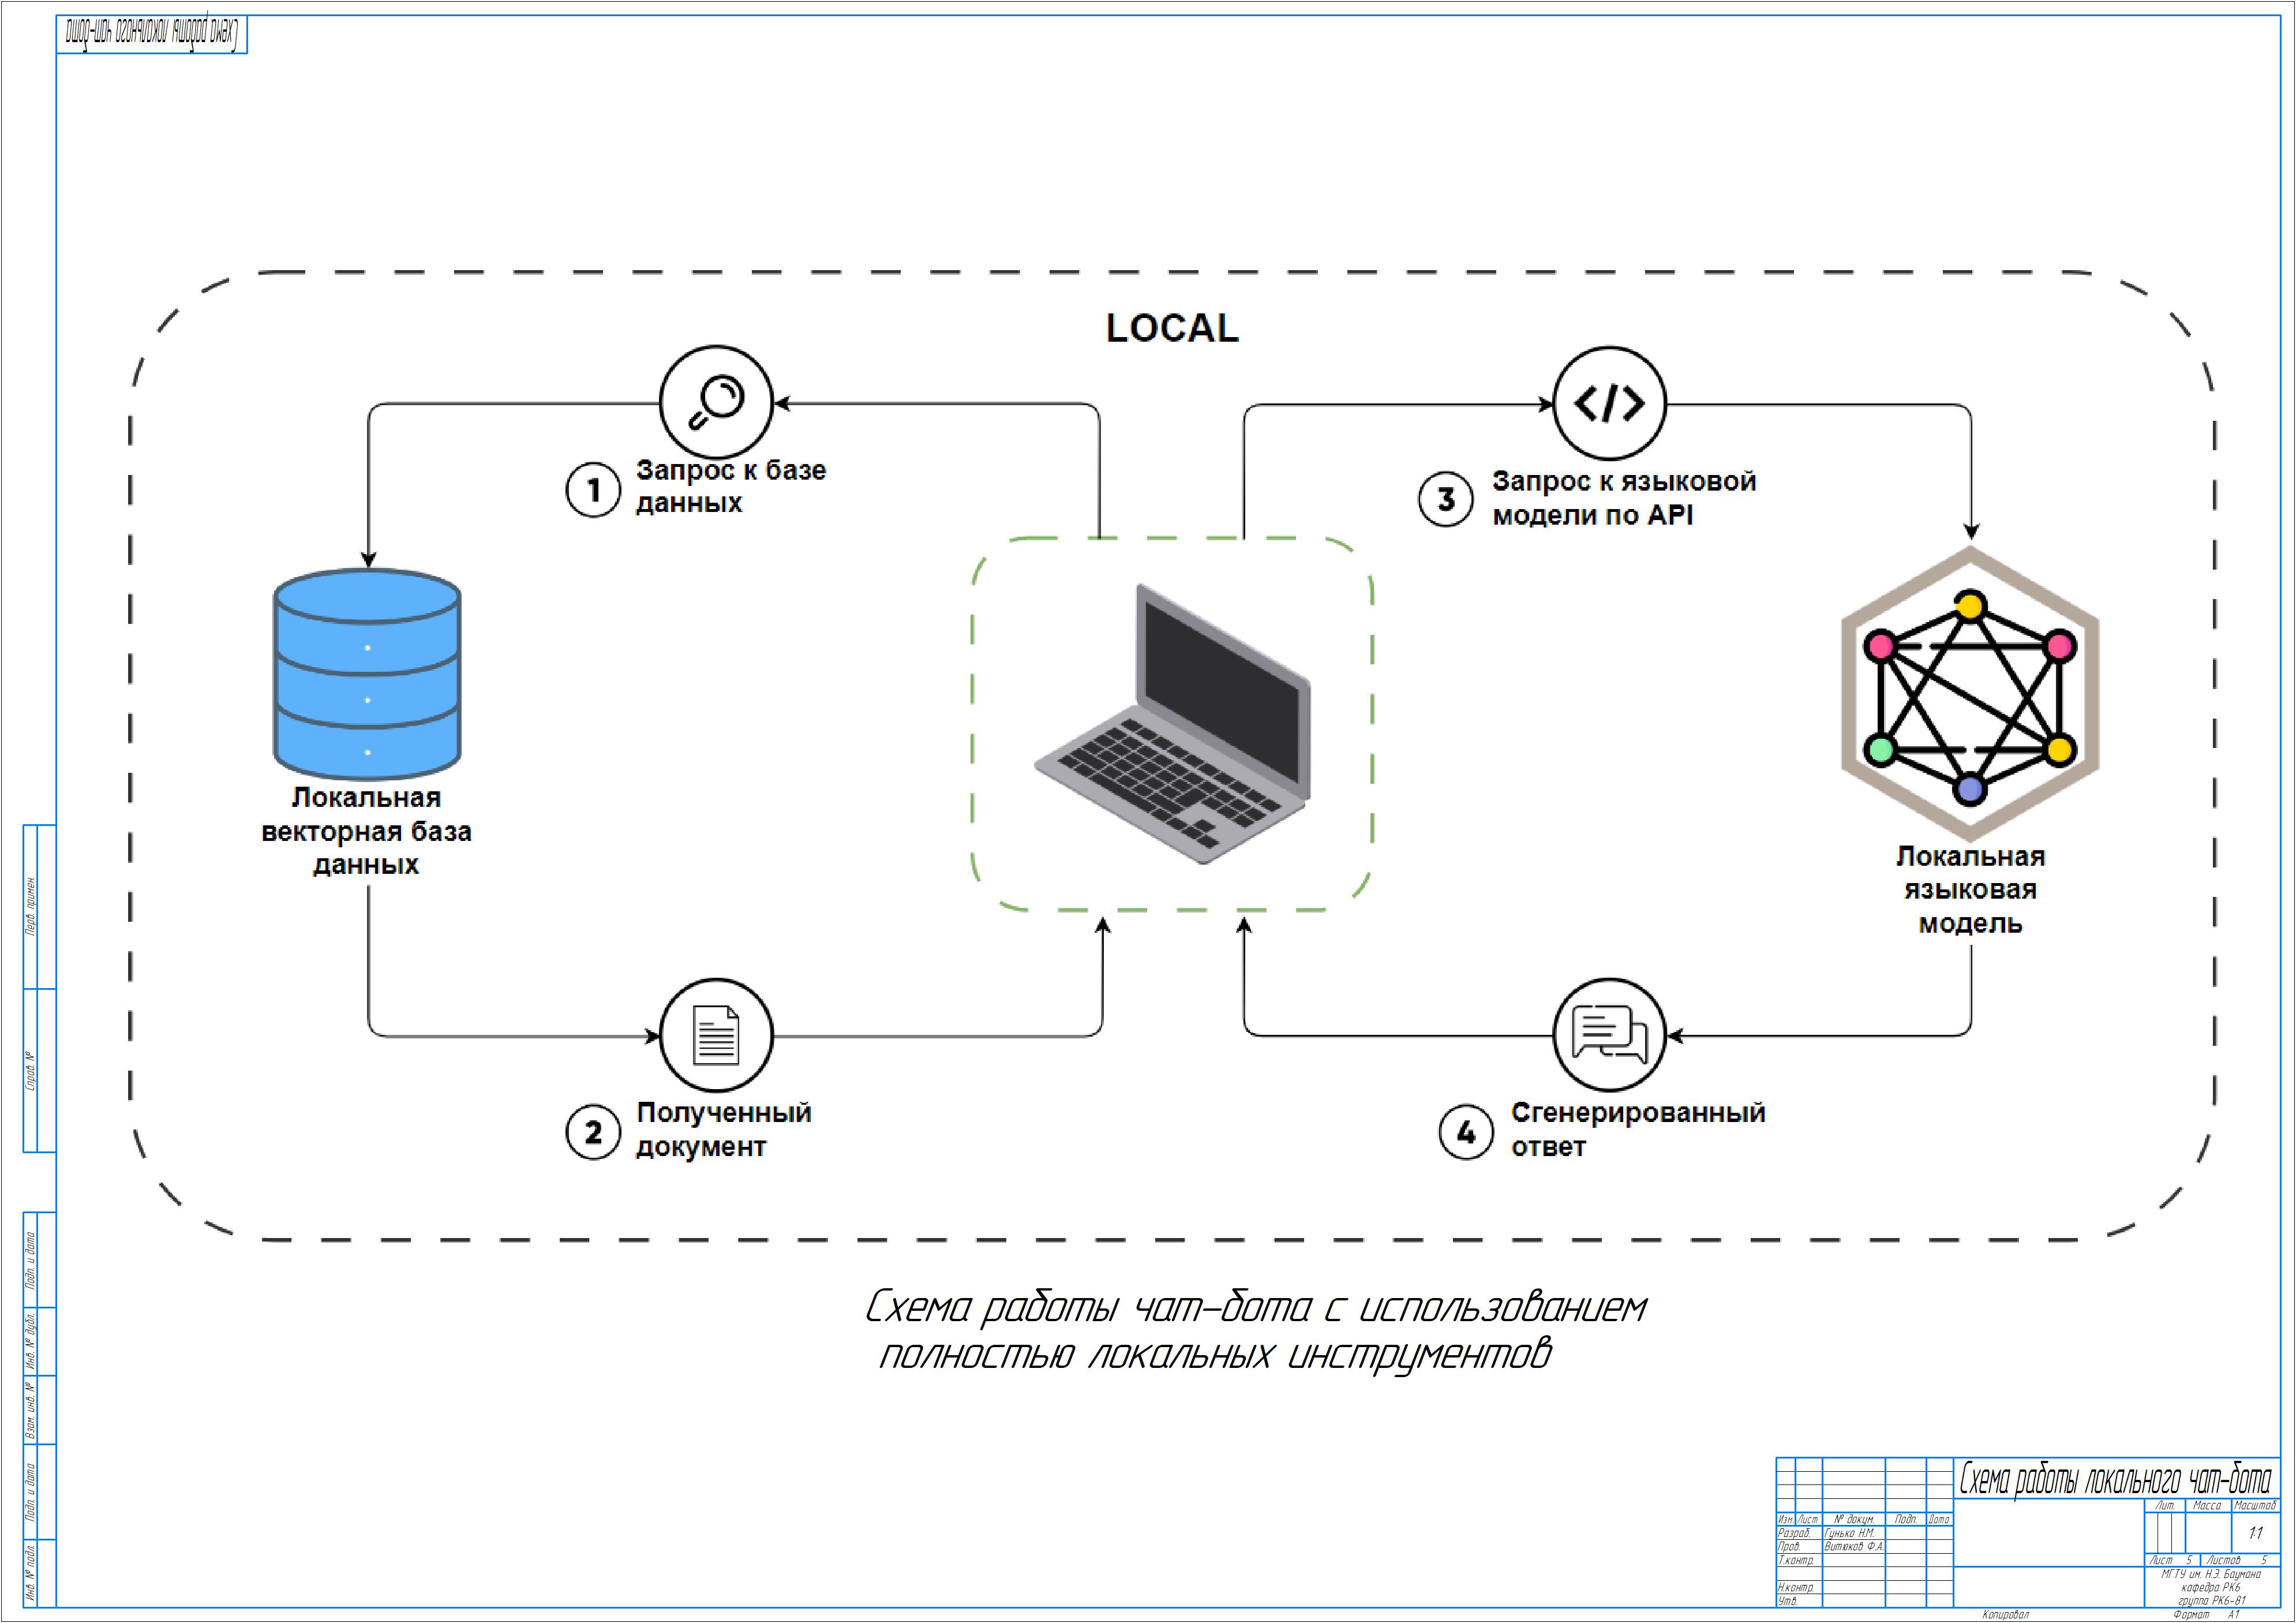 Схема работы локального чат-бота
LOCAL
1
Запрос к базе
данных
3
Запрос к языковой
модели по API
Локальная
векторная база
данных
Локальная
языковая
модель
2
Полученный
документ
4
Сгенерированный
ответ
Схема работы чат-бота с использованием
полностью локальных инструментов
Перв. примен.
Справ. №
Подп. и дата
Инв. № дубл.
Взам. инв. №
Подп. и дата
Инв. № подл.
Схема работы локального чат-бота
Лит. Масса Масштаб
1:1
Изм. Лист № докум. Подп. Дата
Разраб. Гунько Н.М.
Пров. Витюков Ф.А.
Т.контр.
Лист 5 Листов 5
Н.контр.
Утв.
МГТУ им. Н.Э. Баумана
кафедра РК6
группа РК6-81
Копировал Формат А1